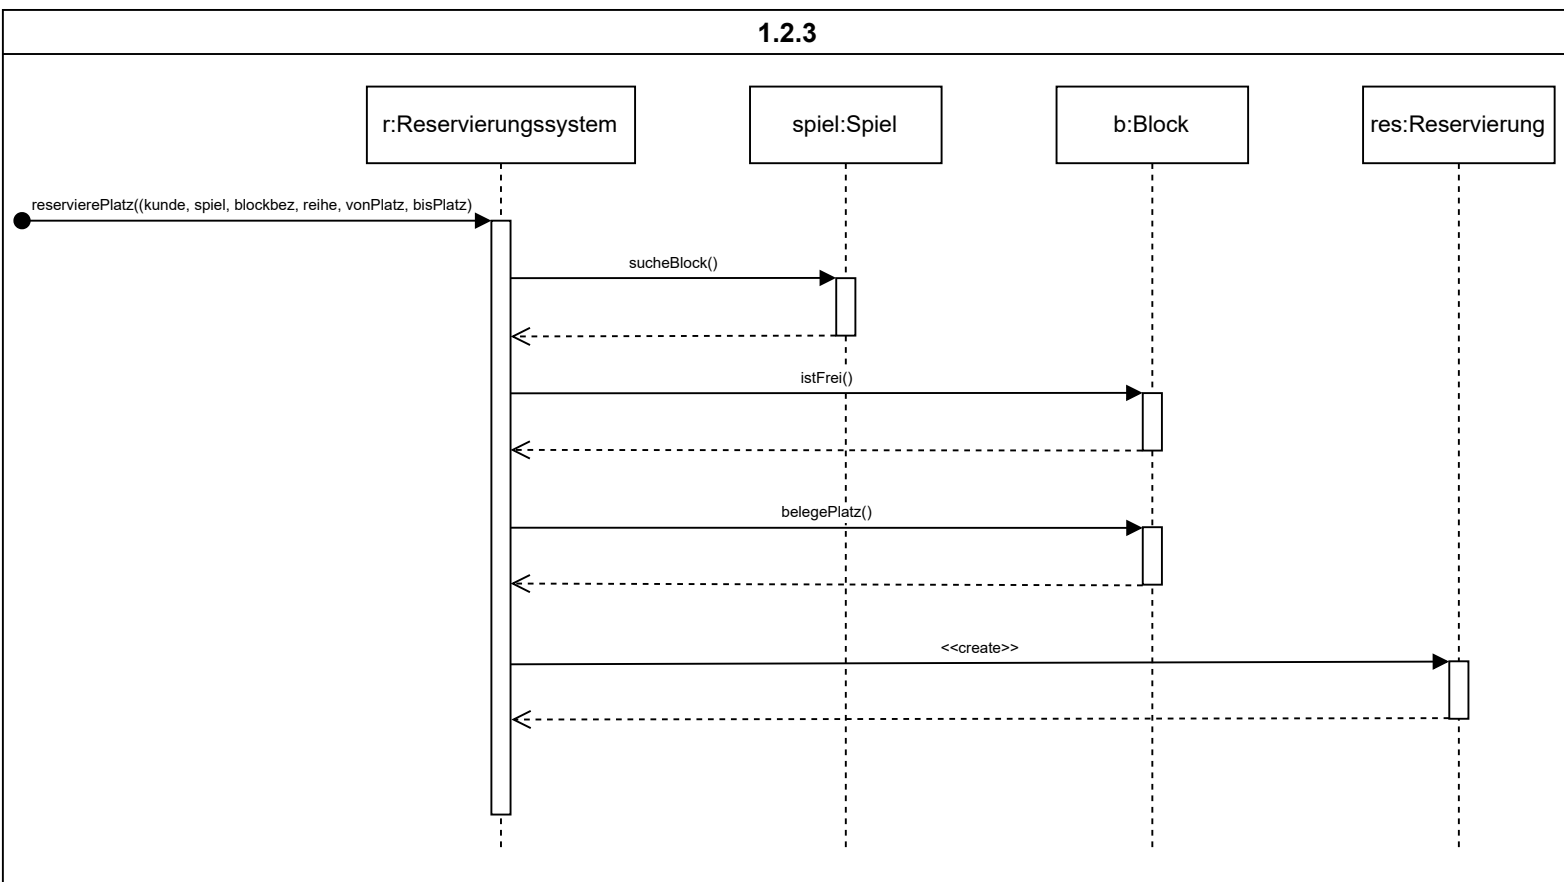 1.2.3
r:Reservierungssystem
spiel:Spiel
b:Block
res:Reservierung
reservierePlatz((kunde, spiel, blockbez, reihe, vonPlatz, bisPlatz)
sucheBlock()
istFrei()
belegePlatz()
<<create>>